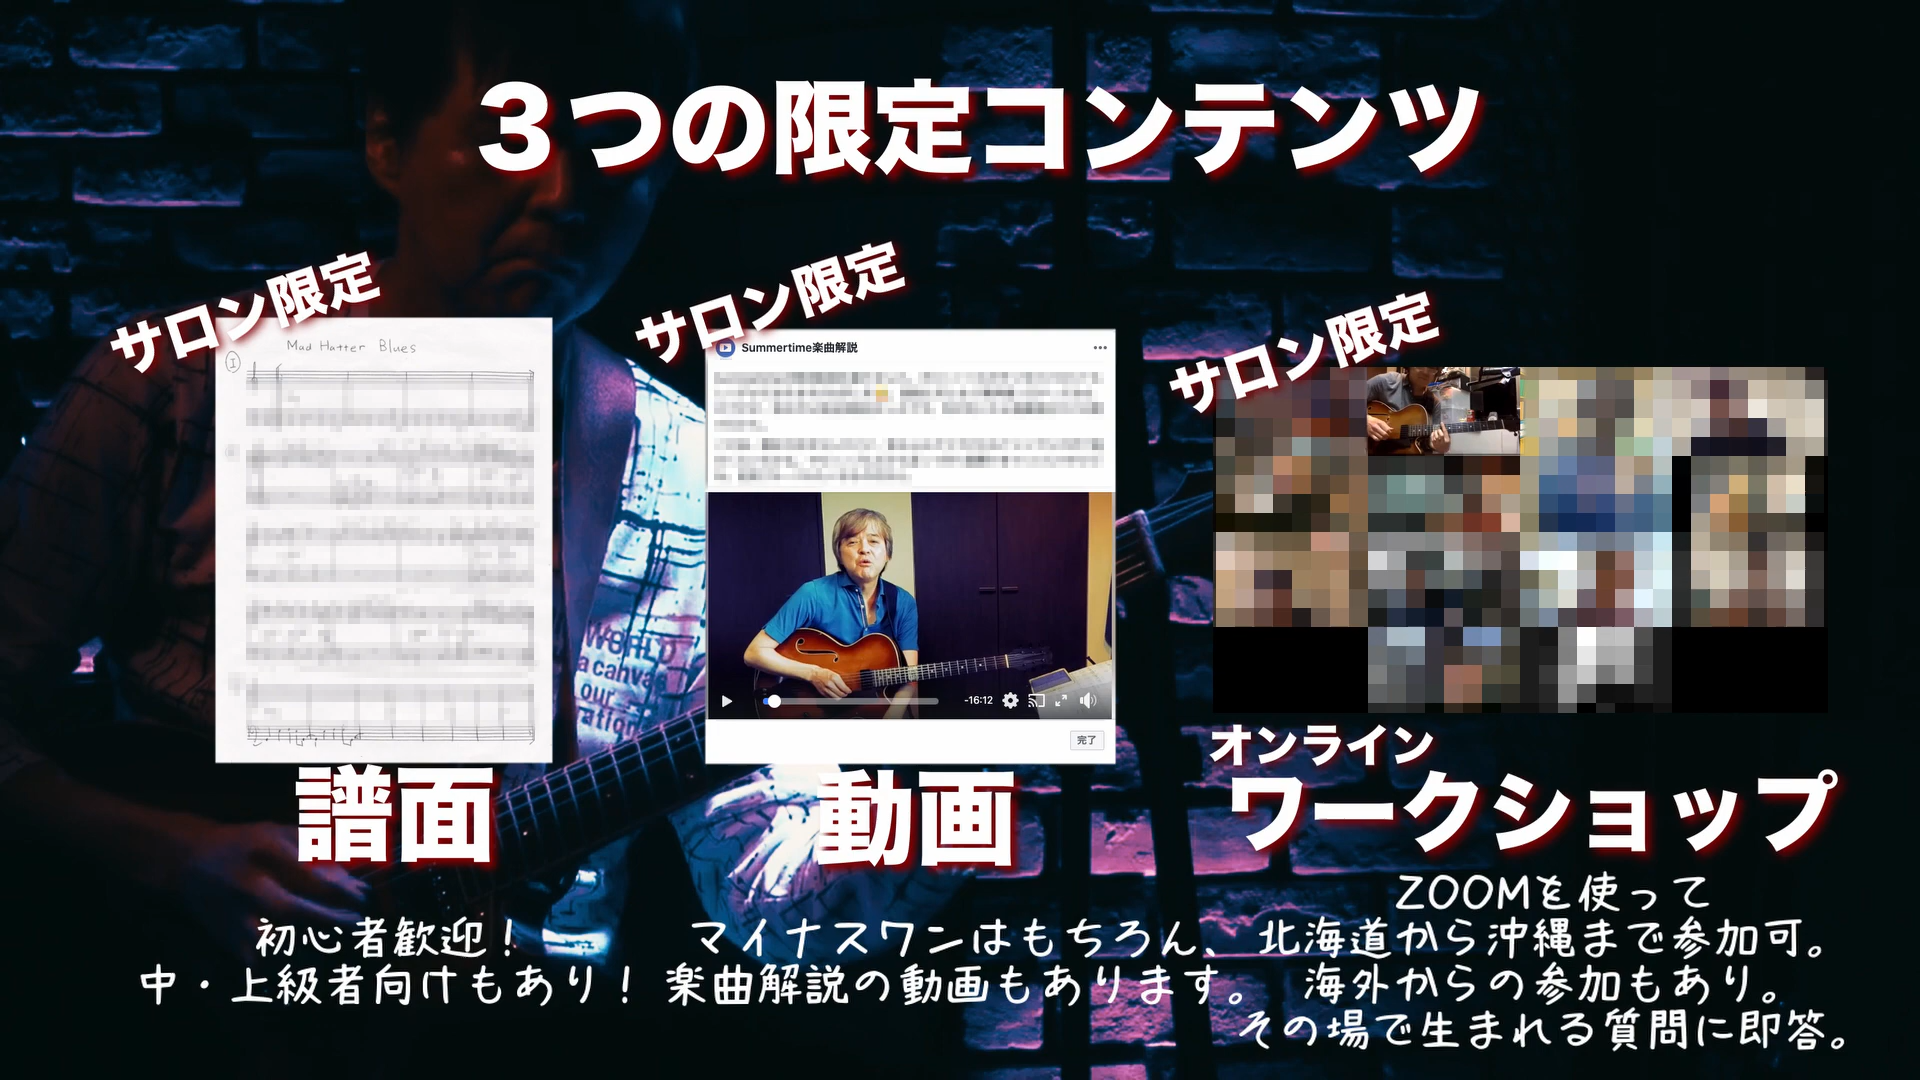 3つの限定コンテンツ
サロン限定
Mad Hatter Blues
I
譜面
初心者歓迎！
中・上級者向けもあり！
サロン限定
Summertime楽曲解説
-16:12
完了
動画
マイナスワンはもちろん、
楽曲解説の動画もあります。
サロン限定
オンライン
ワークショップ
ZOOMを使って
北海道から沖縄まで参加可。
海外からの参加もあり。
その場で生まれる質問に即答。
WORLD
a canvas
our